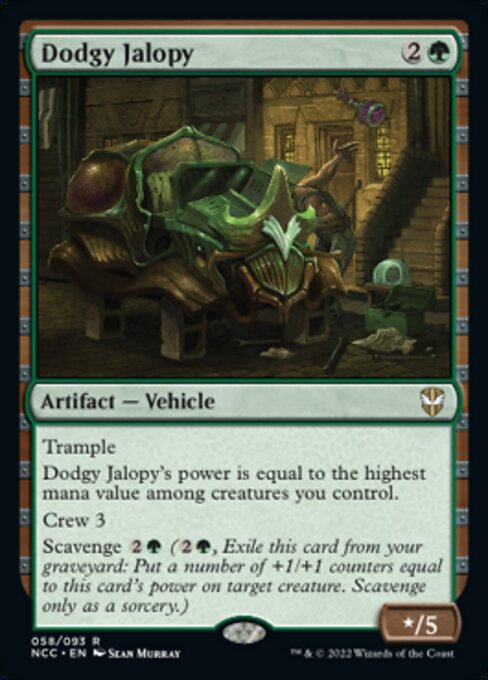 Dodgy Jalopy 2
Artifact — Vehicle
Trample
Dodgy Jalopy's power is equal to the highest
mana value among creatures you control.
Crew 3
Scavenge 2 (2, Exile this card from your
graveyard: Put a number of +1/+1 counters equal
to this card's power on target creature. Scavenge
only as a sorcery.)
*/5
058/093 R
NCC • EN Sean Murray
™ & © 2022 Wizards of the Coast